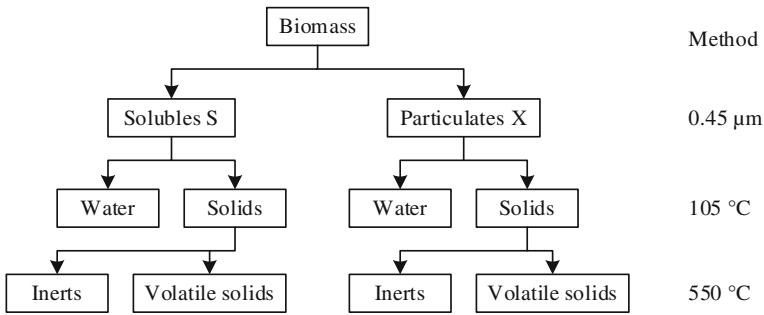 Biomass
Method
Solubles S
Particulates X
0.45 µm
Water
Solids
Water
Solids
105 °C
Inerts
Volatile solids
Inerts
Volatile solids
550 °C